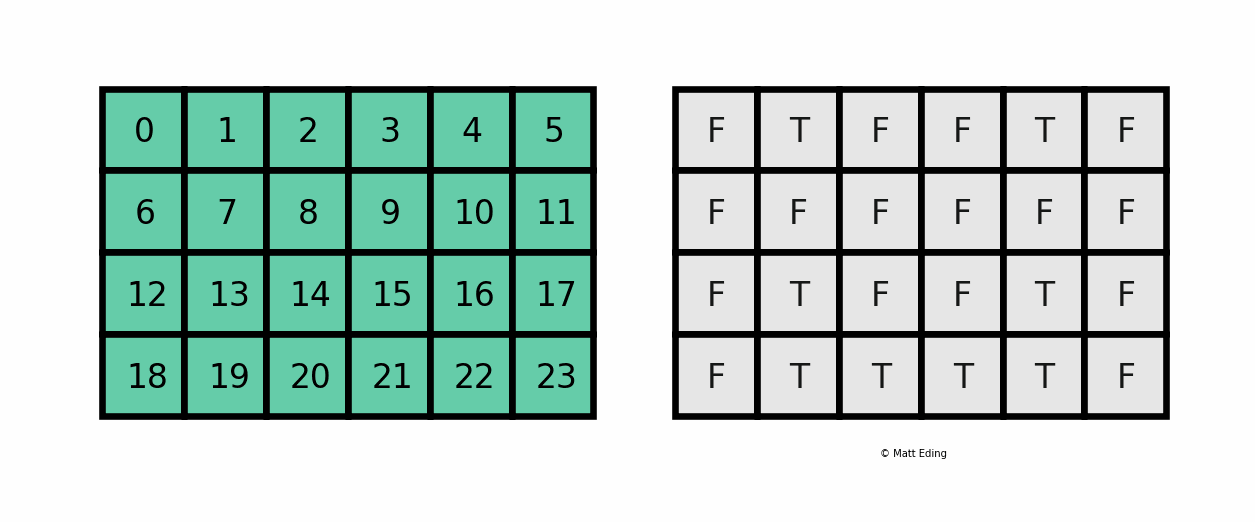 0 1 2 3 4 5
6 7 8 9 10 11
12 13 14 15 16 17
18 19 20 21 22 23
F T F F T F
F F F F F F
F T F F T F
F T T T T F
© Matt Eding